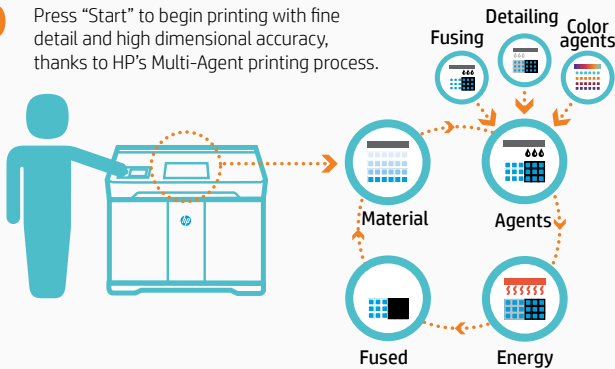 Press “Start” to begin printing with fine
detail and high dimensional accuracy,
thanks to HP’s Multi-Agent printing process.
Detailing
Fusing
Color
agents
Material
Agents
hp
Fused
Energy